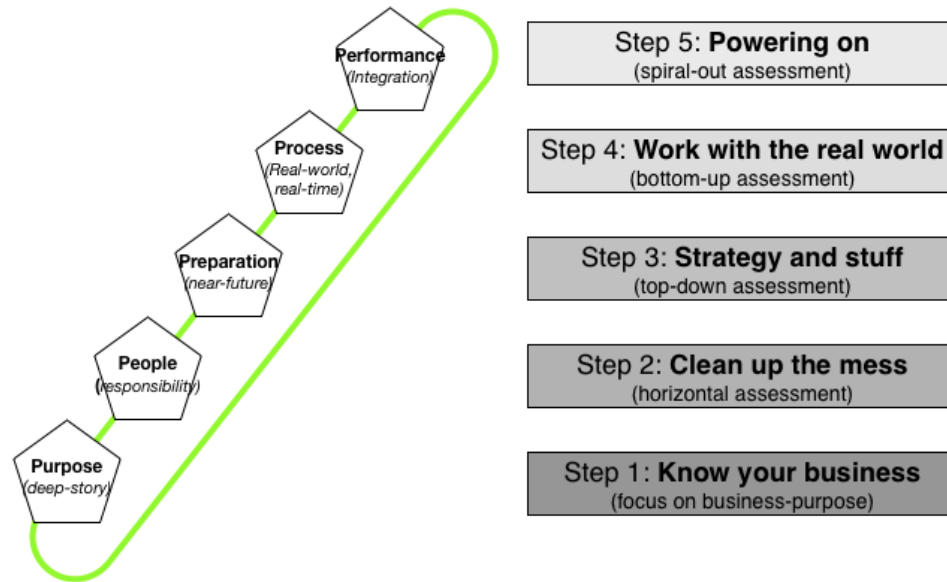 Performance
(Integration)
Process
(Real-world,
real-time)
Preparation
(near-future)
People
(responsibility)
Purpose
(deep-story)
Step 5: Powering on
(spiral-out assessment)
Step 4: Work with the real world
(bottom-up assessment)
Step 3: Strategy and stuff
(top-down assessment)
Step 2: Clean up the mess
(horizontal assessment)
Step 1: Know your business
(focus on business-purpose)